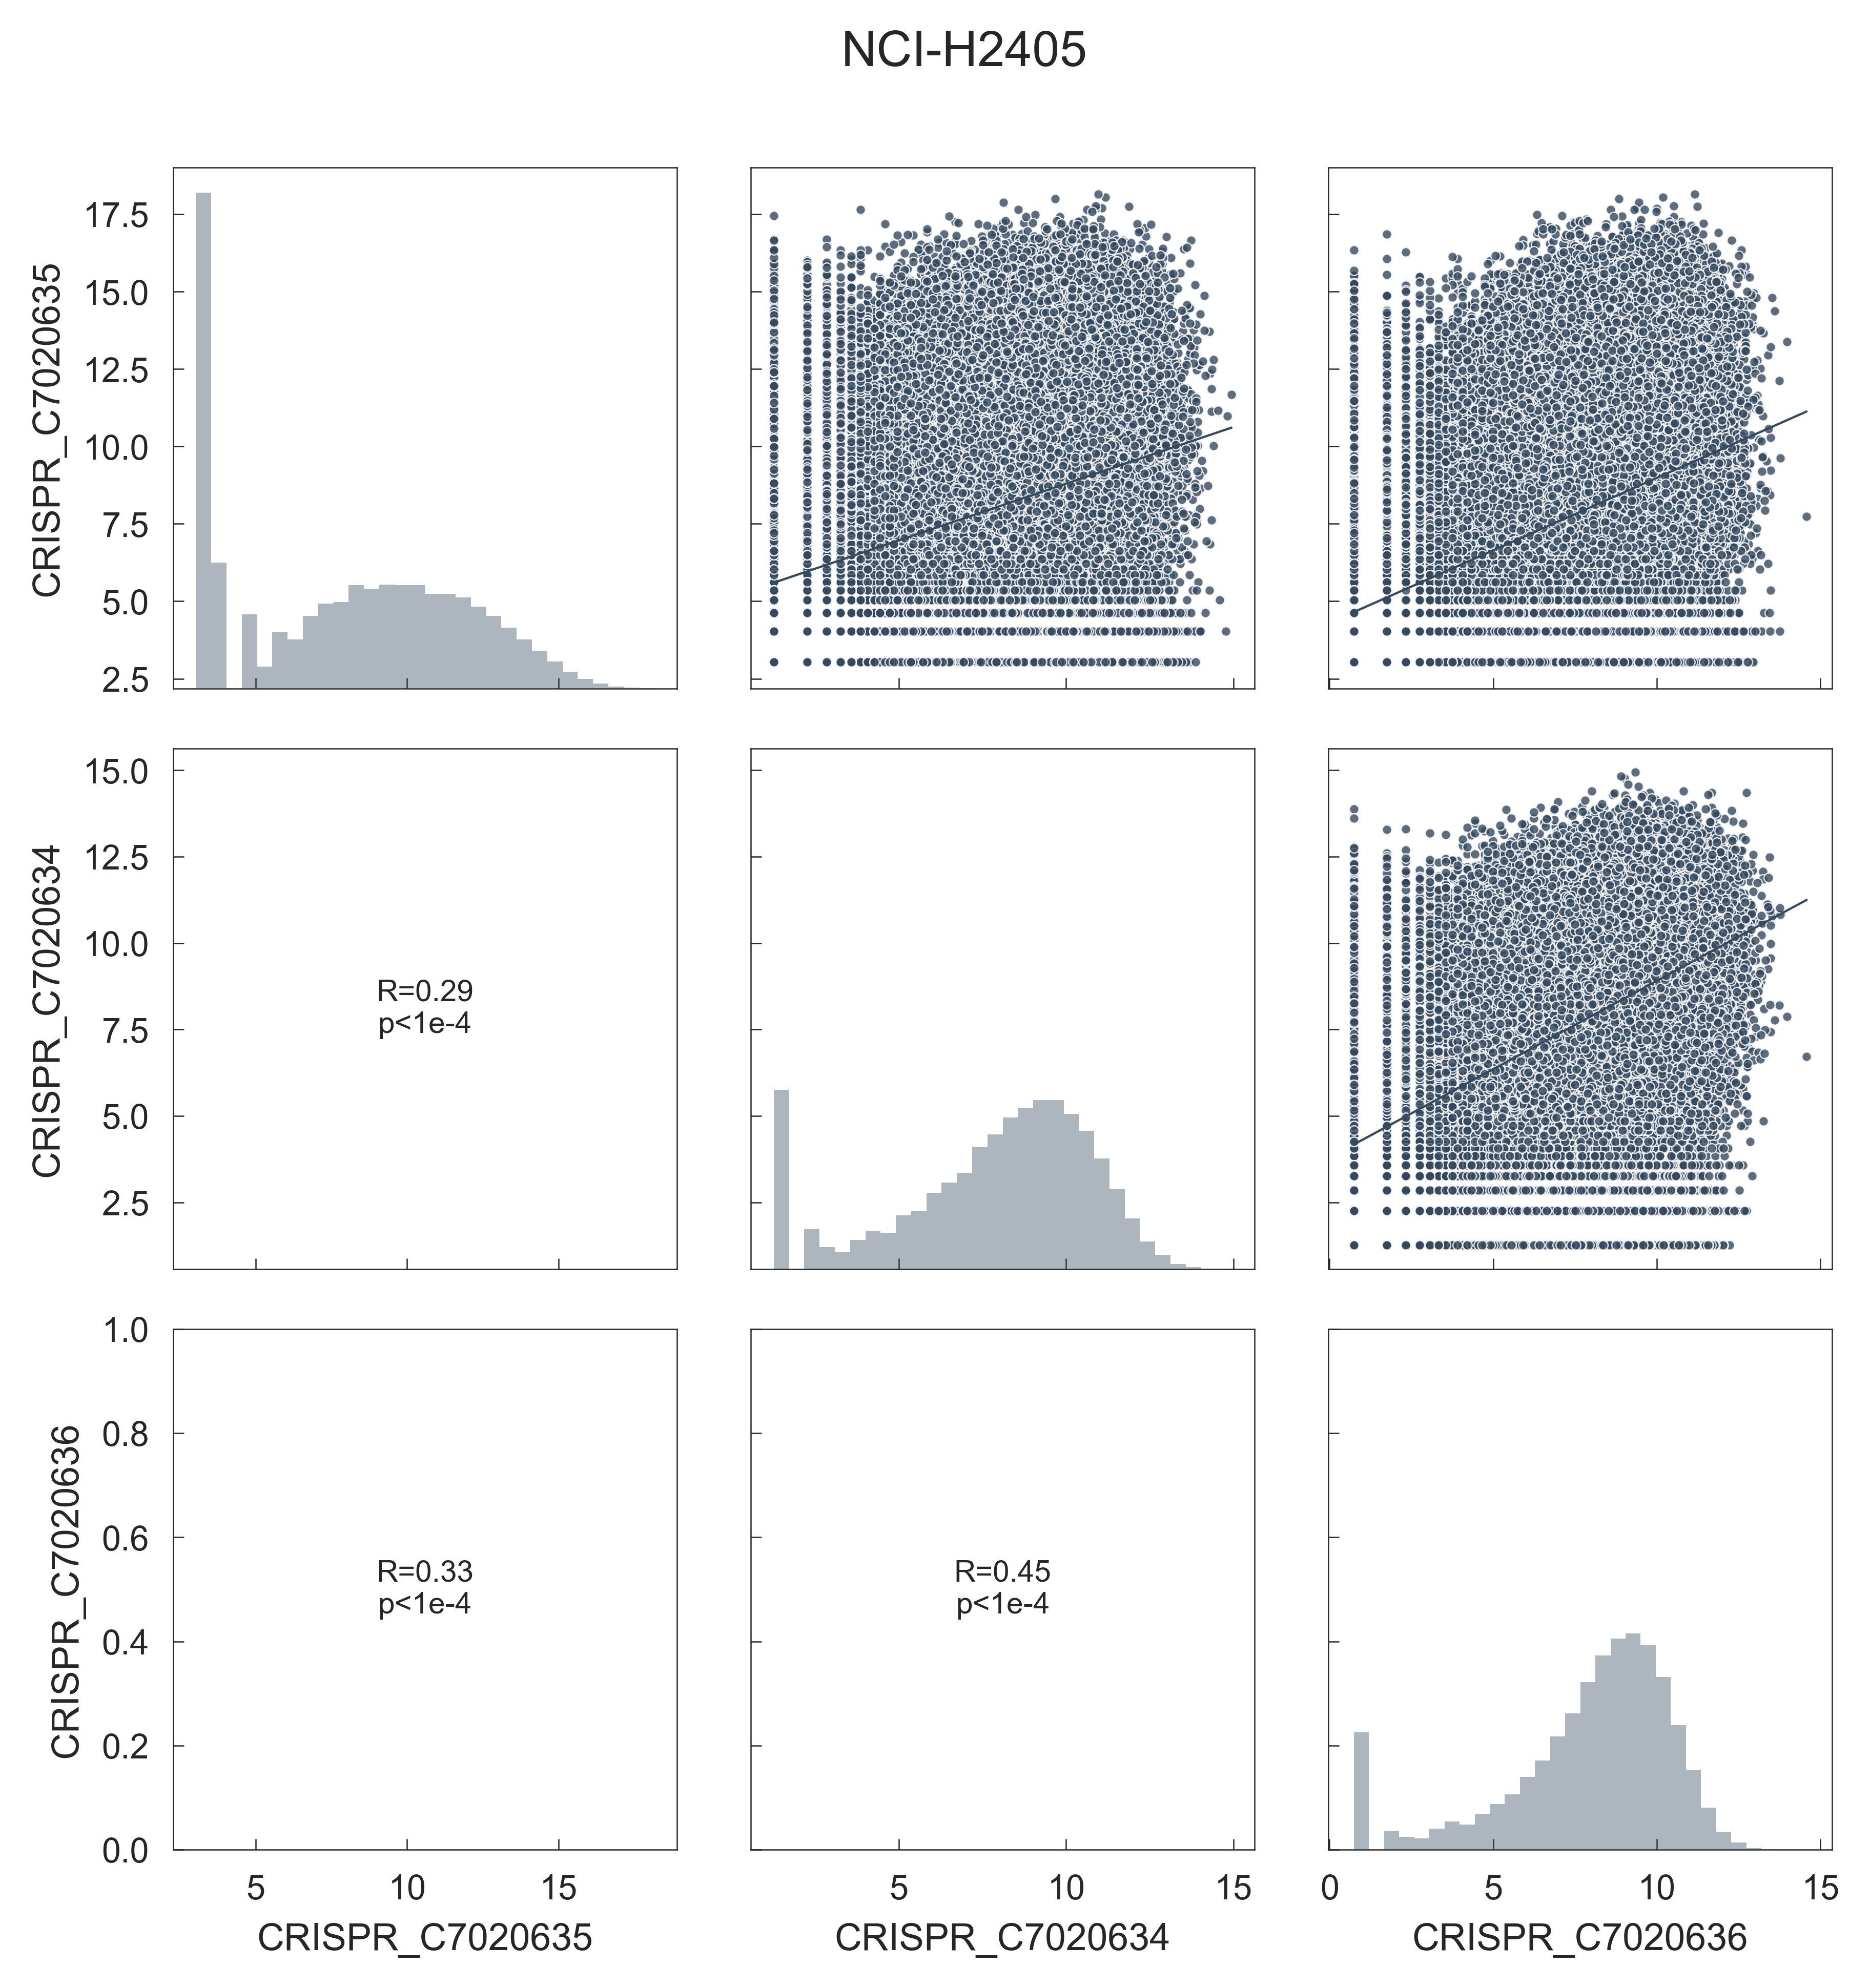 NCI-H2405
CRISPR_C7020635
17.5
15.0
12.5
10.0
7.5
5.0
2.5
CRISPR_C7020634
15.0
12.5
10.0
7.5
5.0
2.5
R=0.29
p<1e-4
CRISPR_C7020636
1.0
0.8
0.6
0.4
0.2
0.0
R=0.33
p<1e-4
R=0.45
p<1e-4
5 10 15
5 10 15
0 5 10 15
CRISPR_C7020635
CRISPR_C7020634
CRISPR_C7020636